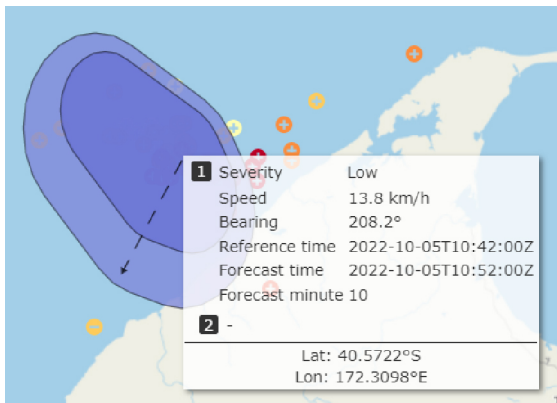 1 Severity Low
Speed 13.8 km/h
Bearing 208.2°
Reference time 2022-10-05T10:42:00Z
Forecast time 2022-10-05T10:52:00Z
Forecast minute 10
2 -
Lat: 40.5722°S
Lon: 172.3098°E